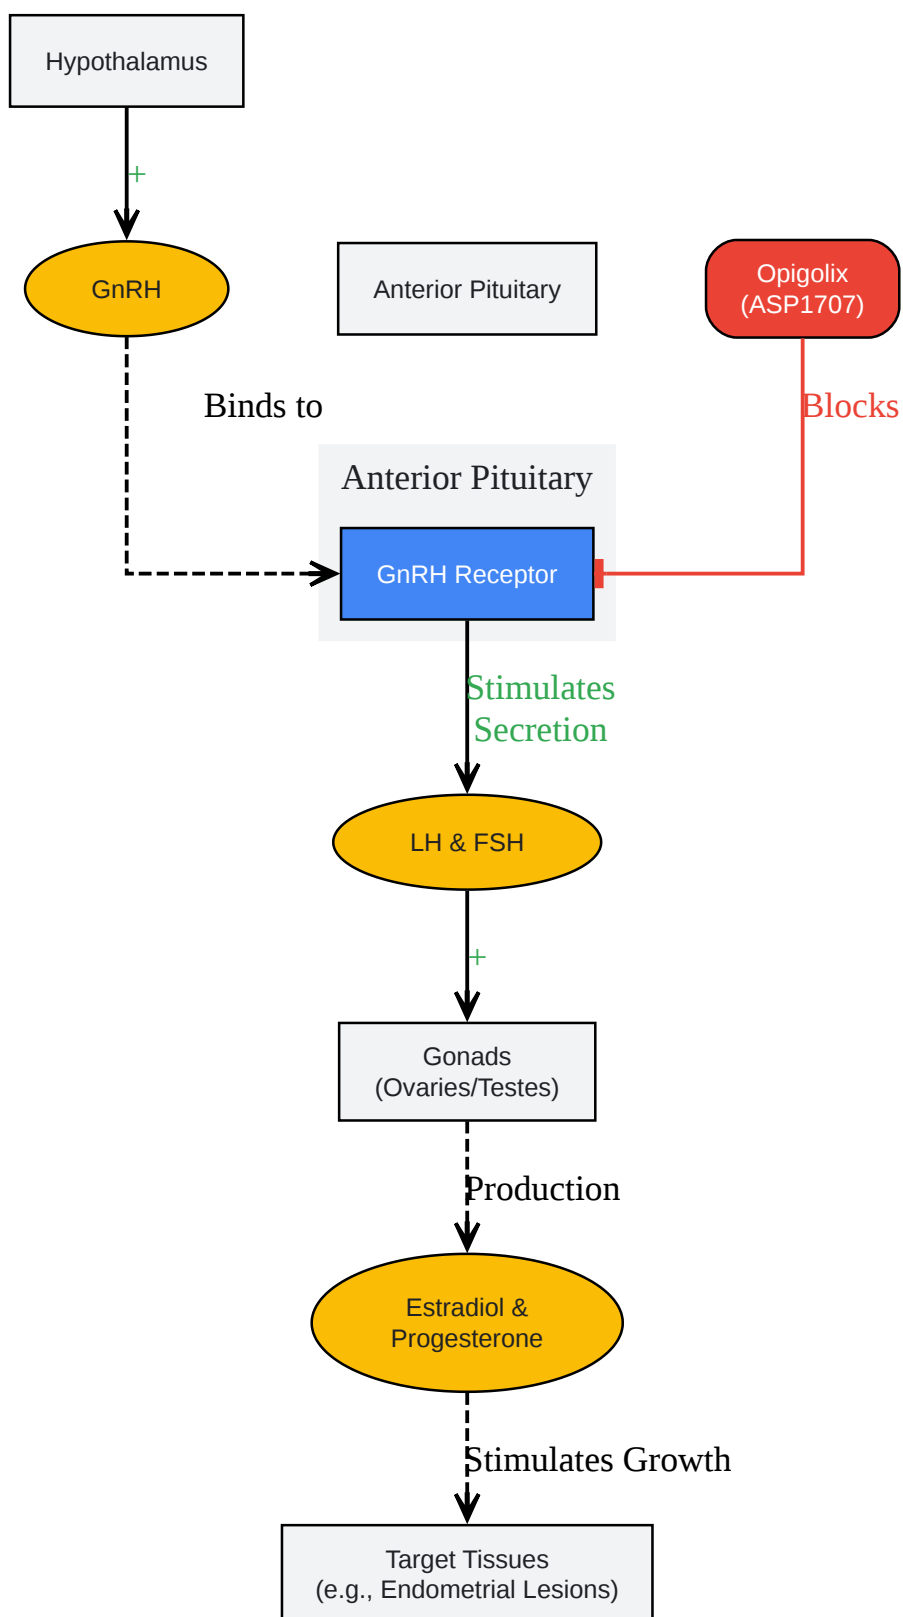 Hypothalamus
+
GnRH
Anterior Pituitary
Opigolix
(ASP1707)
Binds to
Blocks
Anterior Pituitary
GnRH Receptor
Stimulates
Secretion
LH & FSH
+
Gonads
(Ovaries/Testes)
Production
Estradiol &
Progesterone
Stimulates Growth
Target Tissues
(e.g., Endometrial Lesions)